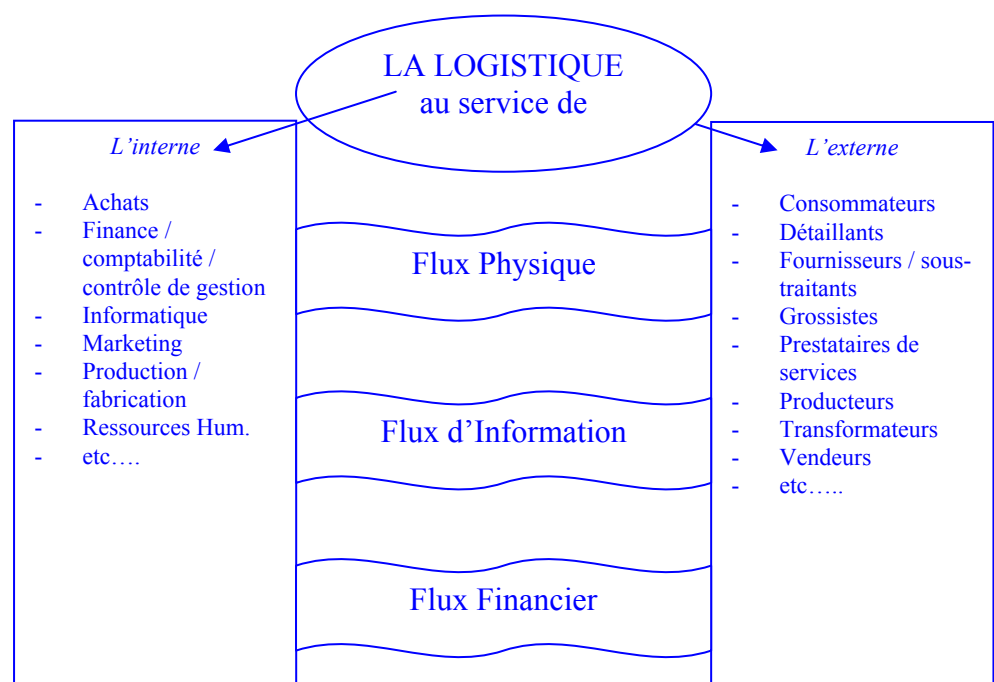 LA LOGISTIQUE
au service de
L’interne
- Achats
- Finance /
comptabilité /
contrôle de gestion
- Informatique
- Marketing
- Production /
fabrication
- Ressources Hum.
- etc….
Flux Physique
Flux d’Information
Flux Financier
L’externe
- Consommateurs
- Détaillants
- Fournisseurs / sous-
traitants
- Grossistes
- Prestataires de
services
- Producteurs
- Transformateurs
- Vendeurs
- etc…..